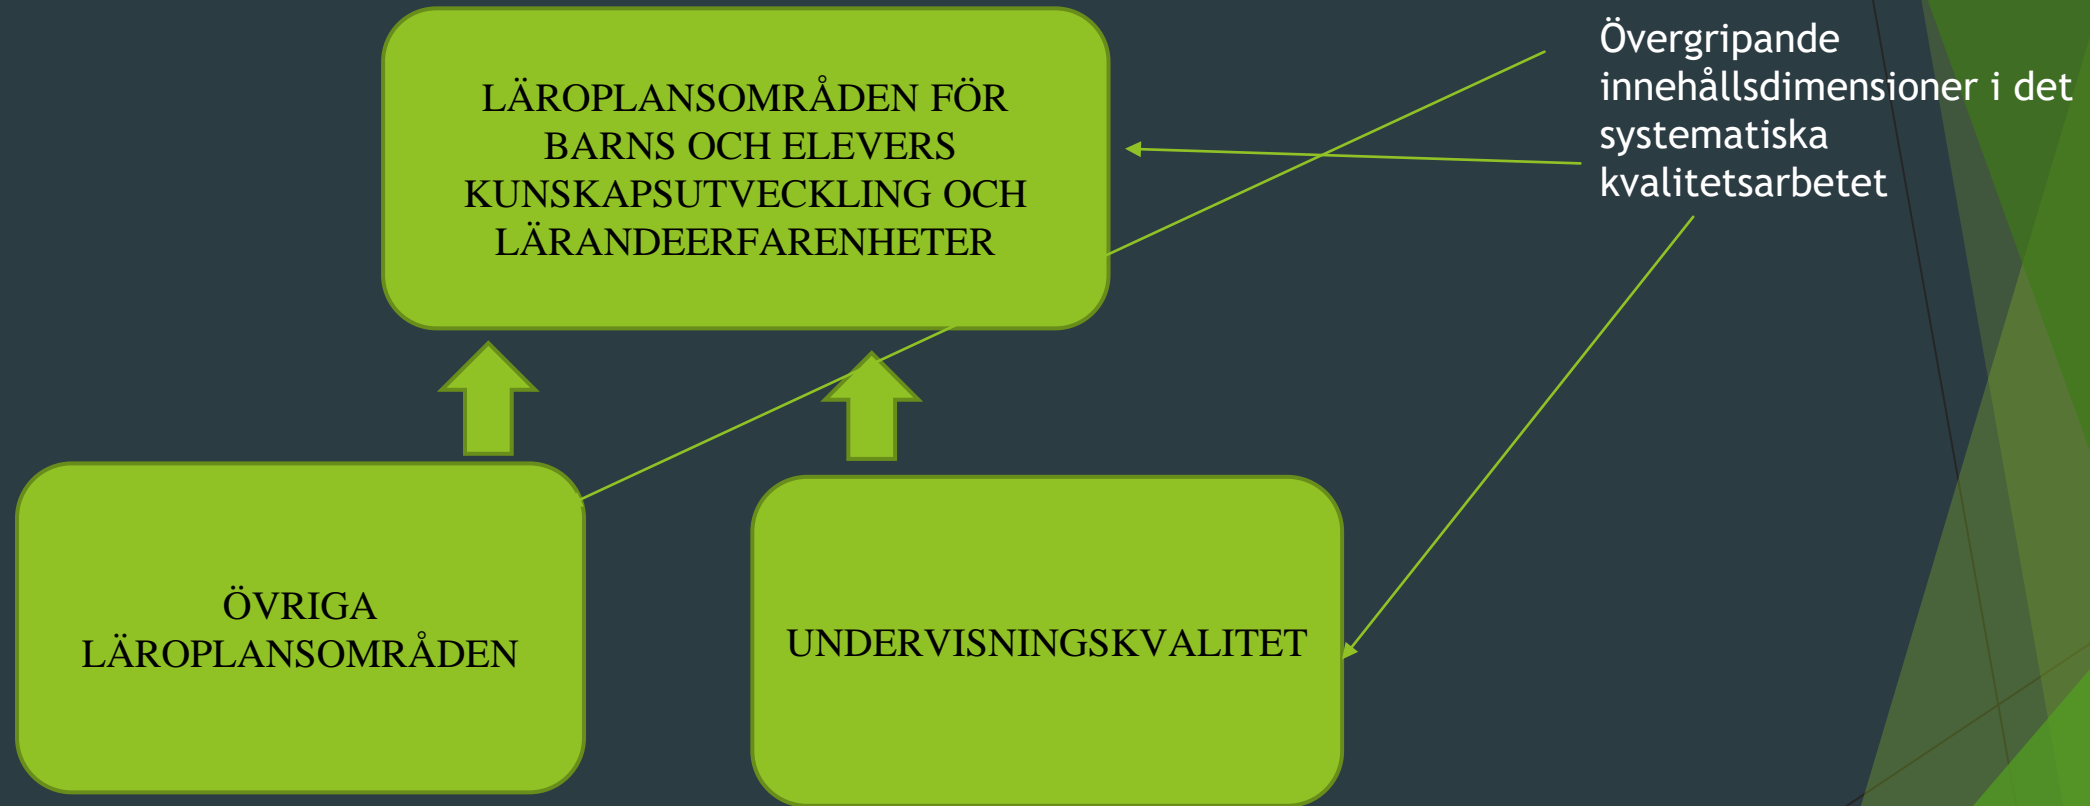 LÄROPLANSOMRÅDEN FÖR
BARNS OCH ELEVERS
KUNSKAPSUTVECKLING OCH
LÄRANDEERFARENHETER
Övergripande
innehållsdimensioner i det
systematiska
kvalitetsarbetet
ÖVRIGA
LÄROPLANSOMRÅDEN
UNDERVISNINGSKVALITET